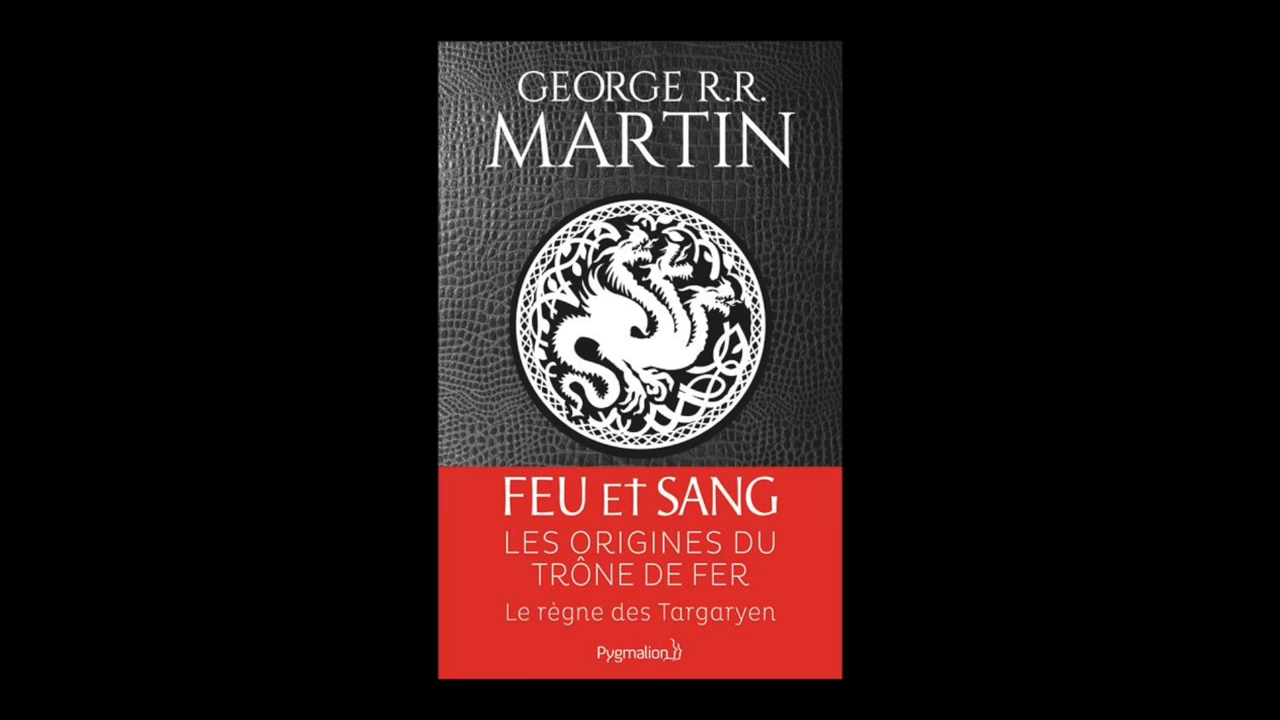 GEORGE R.R.
MARTIN
FEU ET SANG
LES ORIGINES DU
TRÔNE DE FER
Le règne des Targaryen
Pygmalion